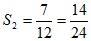 S₂ = 7/12 = 14/24